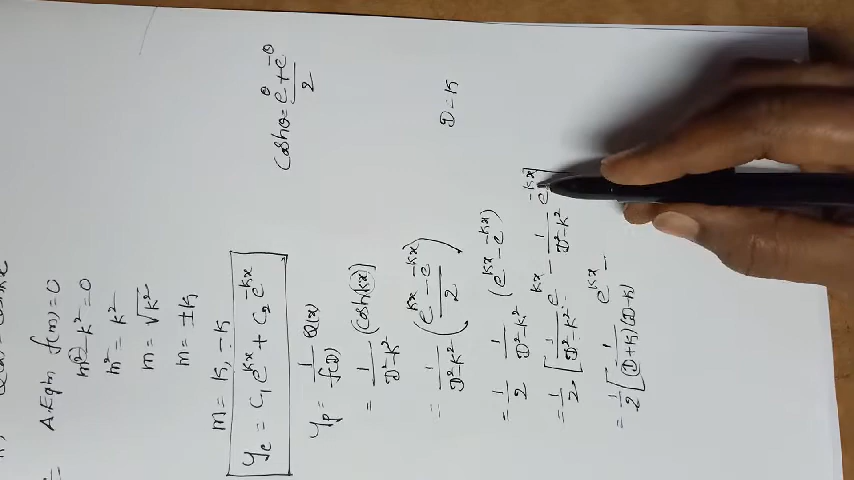 A.Eqn f(m)=0
m²-k²=0
m² = k²
m = √k²
m = ±k
m = k, -k
y_c = C₁e^{kx} + C₂e^{-kx}
coshθ = (e^θ + e^{-θ})/2
y_p = 1/f(D) Q(x)
= 1/(D²-k²) (cosh(kx))
= 1/(D²-k²) ((e^{kx} - e^{-kx})/2)
D=k
= 1/2 1/(D²-k²) (e^{kx} - e^{-kx})
= 1/2 [1/(D²-k²) e^{kx} - 1/(D²-k²) e^{-kx}]
= 1/2 [1/((D+k)(D-k)) e^{kx} -